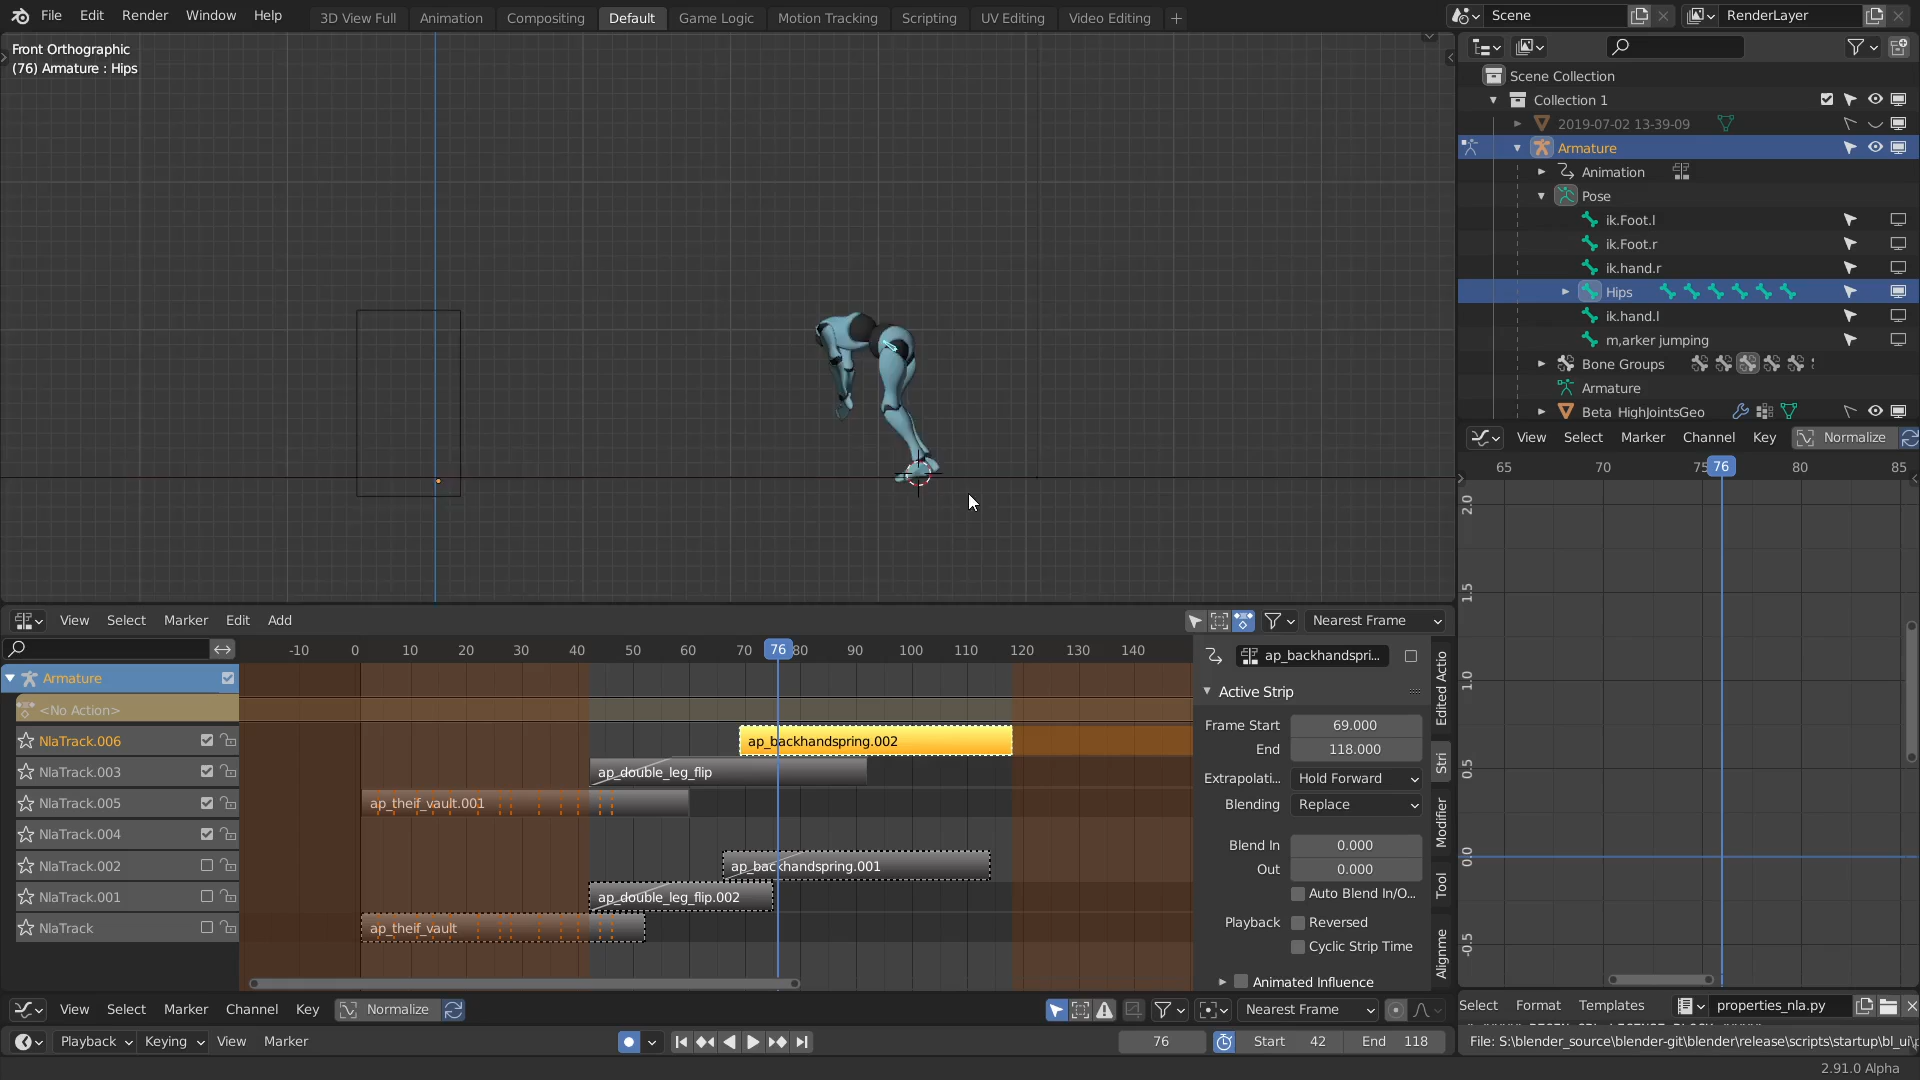 File Edit Render Window Help
3D View Full Animation Compositing Default Game Logic Motion Tracking Scripting UV Editing Video Editing +
Scene
RenderLayer
Front Orthographic
(76) Armature : Hips
Scene Collection
Collection 1
2019-07-02 13-39-09
Armature
Animation
Pose
ik.Foot.l
ik.Foot.r
ik.hand.r
Hips
ik.hand.l
m,arker jumping
Bone Groups
Armature
Beta_HighJointsGeo
View Select Marker Channel Key Normalize
65 70 75 76 80 85
2.0
1.5
1.0
0.5
0.0
-0.5
View Select Marker Edit Add
Nearest Frame
-10 0 10 20 30 40 50 60 70 76 80 90 100 110 120 130 140
Armature
<No Action>
NlaTrack.006
ap_backhandspring.002
NlaTrack.003
ap_double_leg_flip
NlaTrack.005
ap_theif_vault.001
NlaTrack.004
NlaTrack.002
ap_backhandspring.001
NlaTrack.001
ap_double_leg_flip.002
NlaTrack
ap_theif_vault
ap_backhandspri...
Active Strip
Frame Start 69.000
End 118.000
Extrapolati... Hold Forward
Blending Replace
Blend In 0.000
Out 0.000
Auto Blend In/O...
Playback Reversed
Cyclic Strip Time
Animated Influence
Edited Actio
Stri
Modifier
Tool
Alignme
View Select Marker Channel Key Normalize
Nearest Frame
Select Format Templates properties_nla.py
Playback Keying View Marker
76 Start 42 End 118
File: S:\blender_source\blender-git\blender\release\scripts\startup\bl_ui\
2.91.0 Alpha